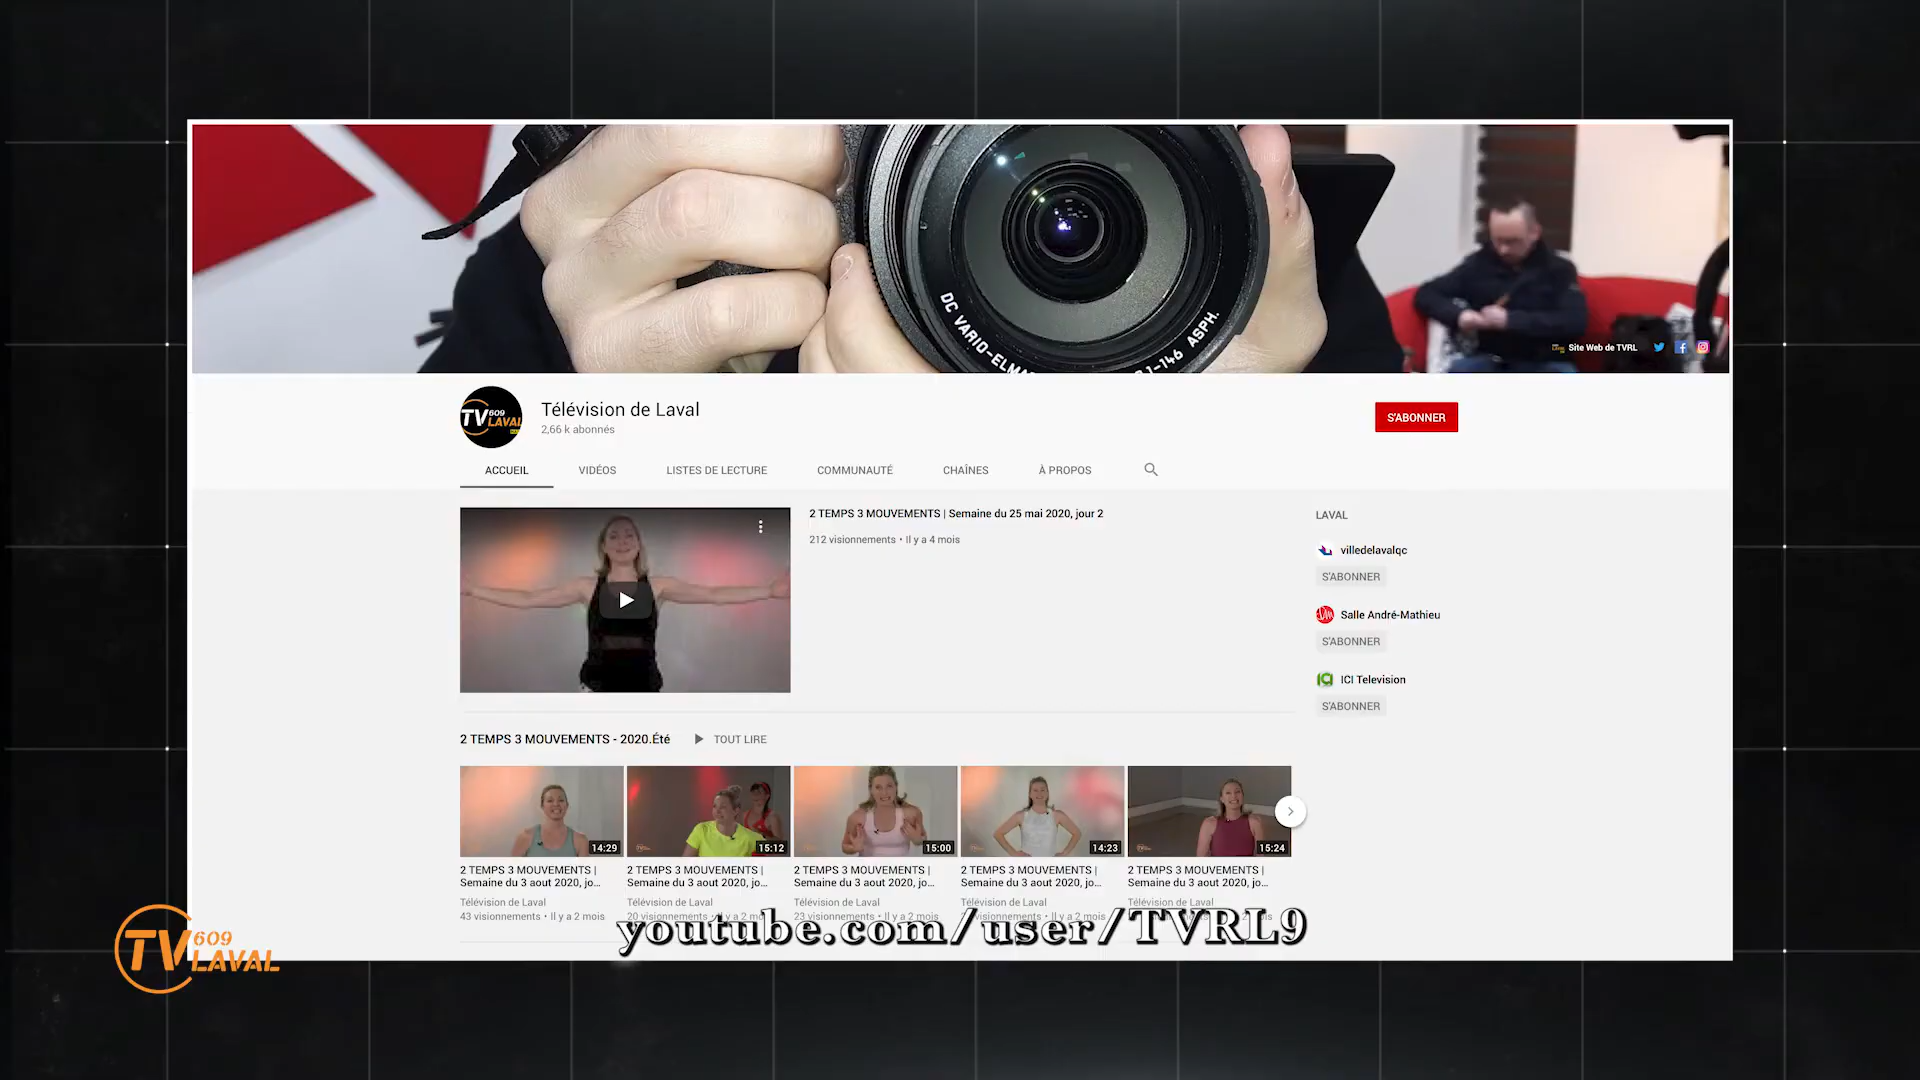 DC VARIO-ELMA
1-146 ASPH.
Site Web de TVRL
TV 609 LAVAL
Télévision de Laval
2,66 k abonnés
S'ABONNER
ACCUEIL
VIDÉOS
LISTES DE LECTURE
COMMUNAUTÉ
CHAÎNES
À PROPOS
2 TEMPS 3 MOUVEMENTS | Semaine du 25 mai 2020, jour 2
212 visionnements • Il y a 4 mois
LAVAL
villedelavalqc
S'ABONNER
Salle André-Mathieu
S'ABONNER
ICI Television
S'ABONNER
2 TEMPS 3 MOUVEMENTS - 2020.Été
TOUT LIRE
14:29
2 TEMPS 3 MOUVEMENTS |
Semaine du 3 aout 2020, jo...
Télévision de Laval
43 visionnements • Il y a 2 mois
15:12
2 TEMPS 3 MOUVEMENTS |
Semaine du 3 aout 2020, jo...
Télévision de Laval
20 visionnements • Il y a 2 mois
15:00
2 TEMPS 3 MOUVEMENTS |
Semaine du 3 aout 2020, jo...
Télévision de Laval
23 visionnements • Il y a 2 mois
14:23
2 TEMPS 3 MOUVEMENTS |
Semaine du 3 aout 2020, jo...
Télévision de Laval
visionnements • Il y a 2 mois
15:24
2 TEMPS 3 MOUVEMENTS |
Semaine du 3 aout 2020, jo...
Télévision de Laval
youtube.com/user/TVRL9
TV 609
LAVAL